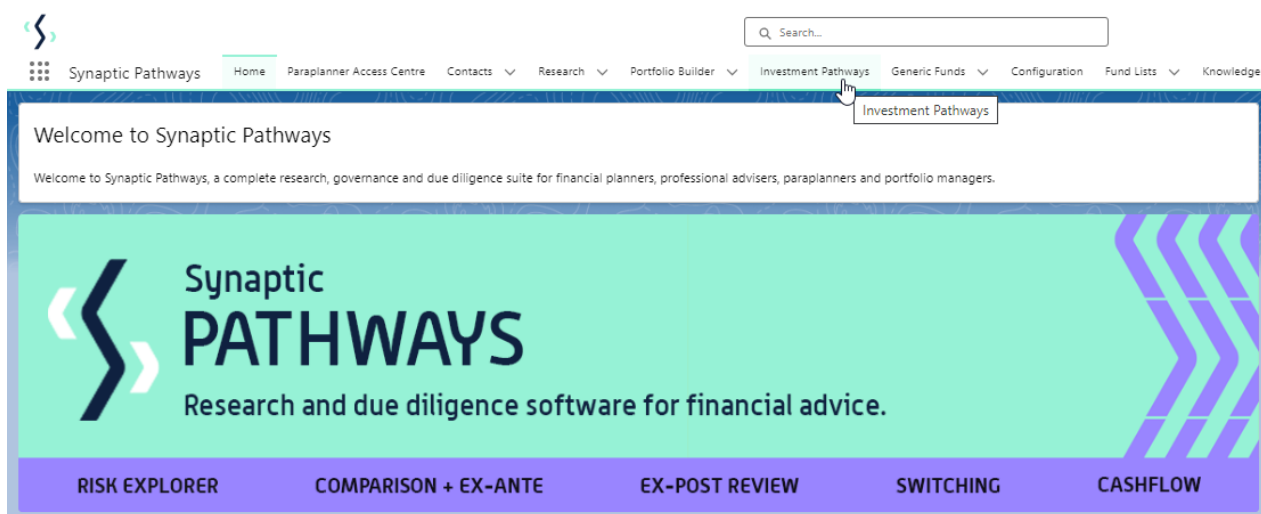 Search...
Synaptic Pathways Home Paraplanner Access Centre Contacts Research Portfolio Builder Investment Pathways Generic Funds Configuration Fund Lists Knowledge
Investment Pathways
Welcome to Synaptic Pathways
Welcome to Synaptic Pathways, a complete research, governance and due diligence suite for financial planners, professional advisers, paraplanners and portfolio managers.
Synaptic
PATHWAYS
Research and due diligence software for financial advice.
RISK EXPLORER COMPARISON + EX-ANTE EX-POST REVIEW SWITCHING CASHFLOW